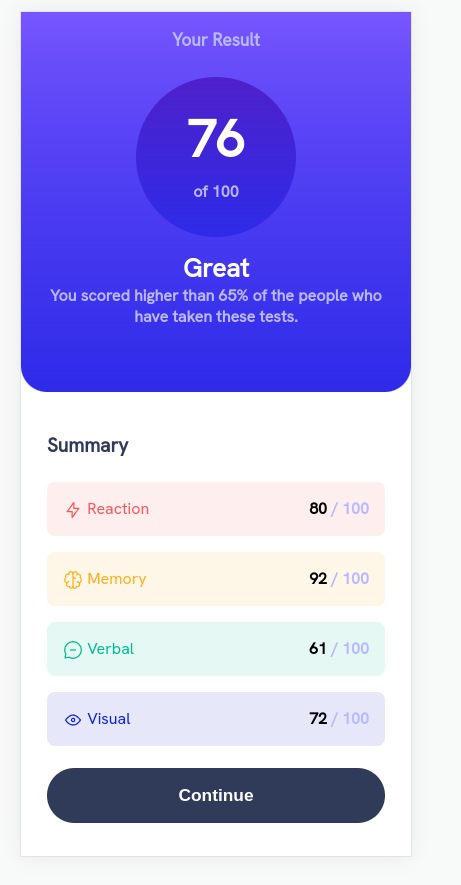 Your Result
76
of 100
Great
You scored higher than 65% of the people who
have taken these tests.
Summary
Reaction 80 / 100
Memory 92 / 100
Verbal 61 / 100
Visual 72 / 100
Continue